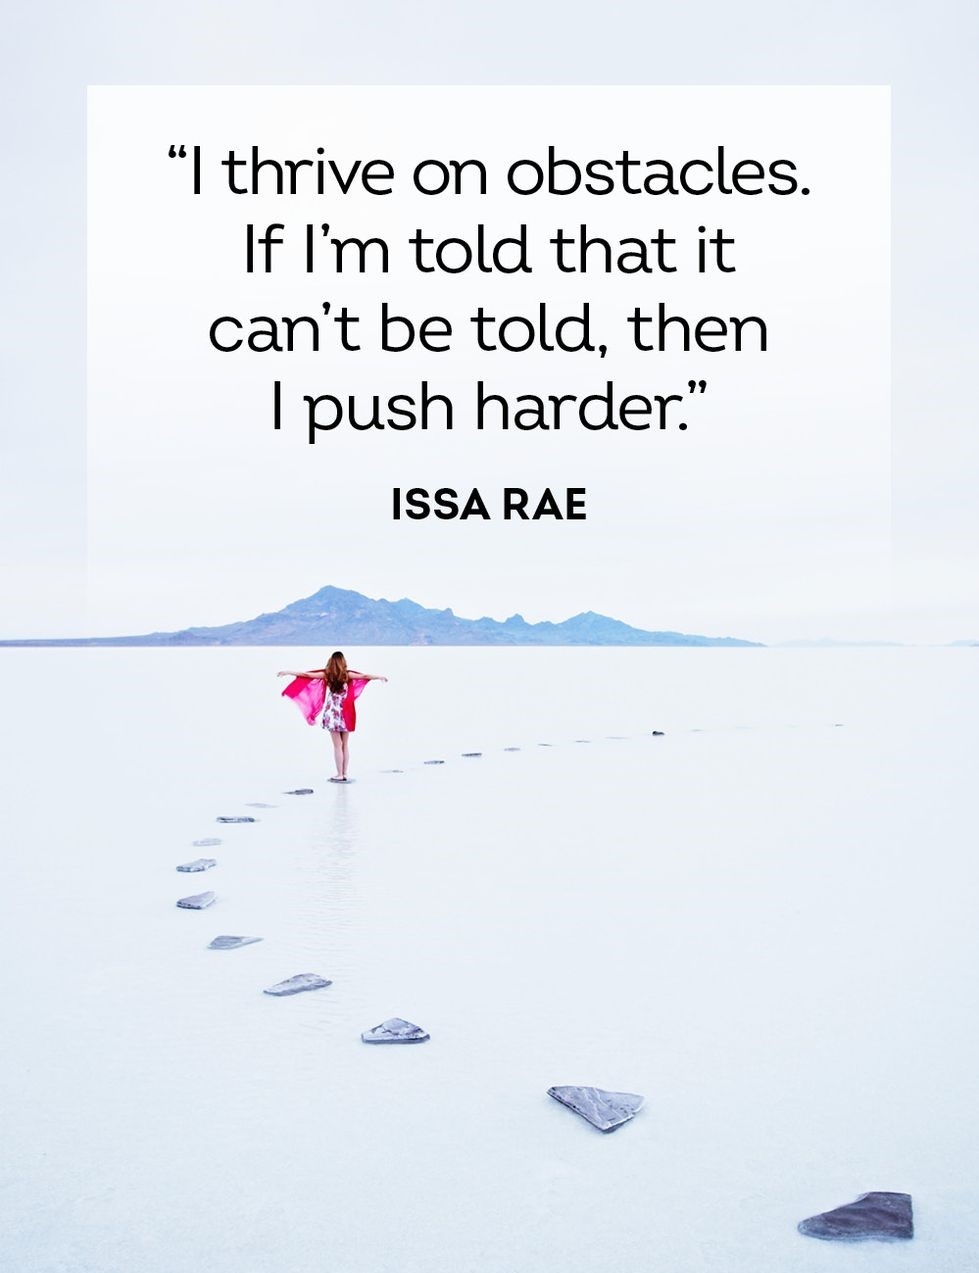 “I thrive on obstacles.
If I’m told that it
can’t be told, then
I push harder.”
ISSA RAE